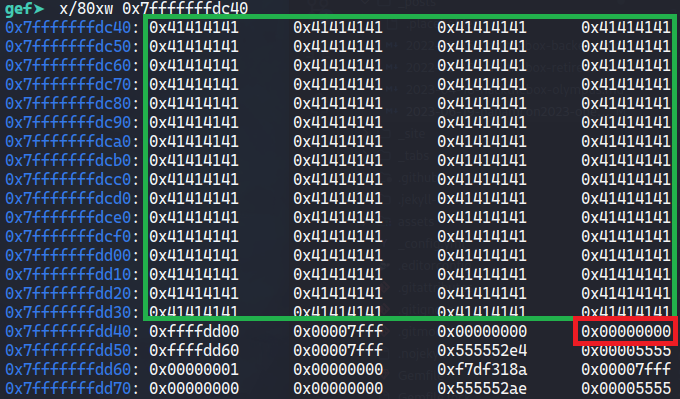 gef➤  x/80xw 0x7fffffffdc40
0x7fffffffdc40: 0x41414141 0x41414141 0x41414141 0x41414141
0x7fffffffdc50: 0x41414141 0x41414141 0x41414141 0x41414141
0x7fffffffdc60: 0x41414141 0x41414141 0x41414141 0x41414141
0x7fffffffdc70: 0x41414141 0x41414141 0x41414141 0x41414141
0x7fffffffdc80: 0x41414141 0x41414141 0x41414141 0x41414141
0x7fffffffdc90: 0x41414141 0x41414141 0x41414141 0x41414141
0x7fffffffdca0: 0x41414141 0x41414141 0x41414141 0x41414141
0x7fffffffdcb0: 0x41414141 0x41414141 0x41414141 0x41414141
0x7fffffffdcc0: 0x41414141 0x41414141 0x41414141 0x41414141
0x7fffffffdcd0: 0x41414141 0x41414141 0x41414141 0x41414141
0x7fffffffdce0: 0x41414141 0x41414141 0x41414141 0x41414141
0x7fffffffdcf0: 0x41414141 0x41414141 0x41414141 0x41414141
0x7fffffffdd00: 0x41414141 0x41414141 0x41414141 0x41414141
0x7fffffffdd10: 0x41414141 0x41414141 0x41414141 0x41414141
0x7fffffffdd20: 0x41414141 0x41414141 0x41414141 0x41414141
0x7fffffffdd30: 0x41414141 0x41414141 0x41414141 0x41414141
0x7fffffffdd40: 0xffffdd00 0x00007fff 0x00000000 0x00000000
0x7fffffffdd50: 0xffffdd60 0x00007fff 0x555552e4 0x00005555
0x7fffffffdd60: 0x00000001 0x00000000 0xf7df318a 0x00007fff
0x7fffffffdd70: 0x00000000 0x00000000 0x555552ae 0x00005555